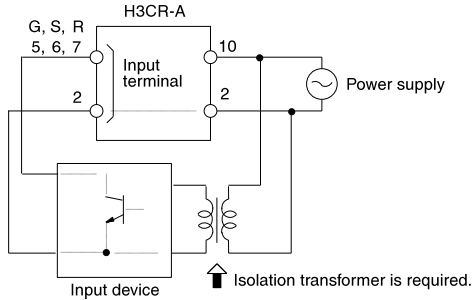 H3CR-A
G, S, R
5, 6, 7
10
Input
terminal
2
2
Power supply
Input device
Isolation transformer is required.